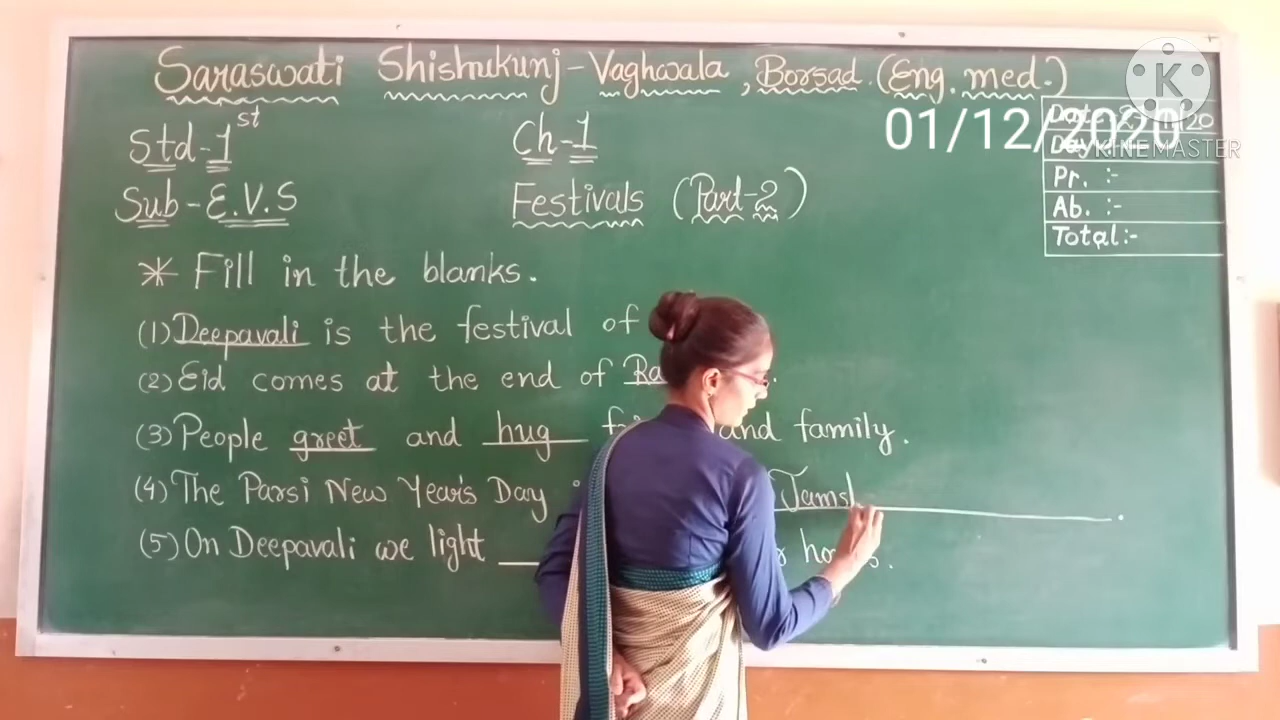 Saraswati Shishukunj-Vaghwala, Borsad. (Eng. med.)
K
01/12/2020
KINEMASTER
Std-1st
Ch-1
Sub-E.V.S
Festivals (Part-2)
Pr. :-
Ab. :-
Total:-
* Fill in the blanks.
(1) Deepavali is the festival of
(2) Eid comes at the end of
(3) People greet and hug and family.
(4) The Parsi New Year's Day Jamsh
(5) On Deepavali we light ____